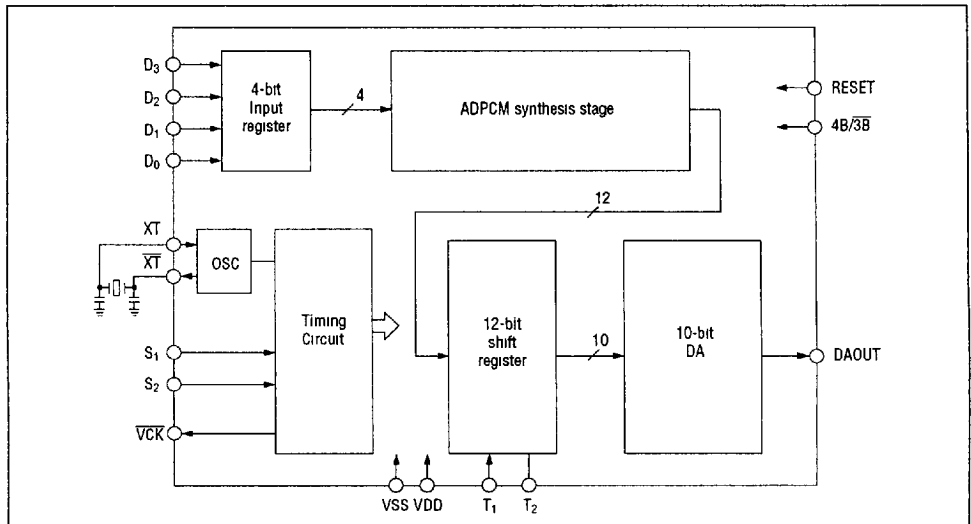 D3
D2
D1
D0
4-bit
Input
register
4
ADPCM synthesis stage
RESET
4B/3B
12
XT
XT
OSC
S1
S2
VCK
Timing
Circuit
12-bit
shift
register
10
10-bit
DA
DAOUT
VSS VDD T1 T2